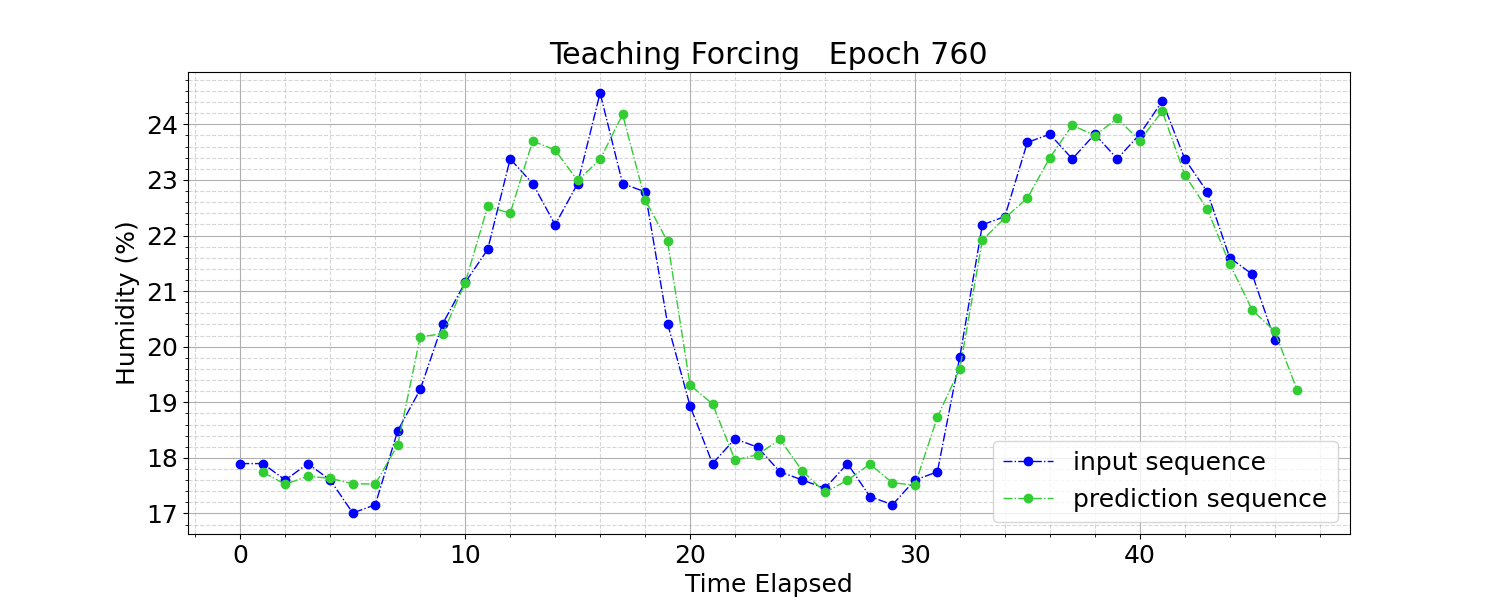 Teaching Forcing   Epoch 760
Humidity (%)
24
23
22
21
20
19
18
17
0 10 20 30 40
Time Elapsed
input sequence
prediction sequence